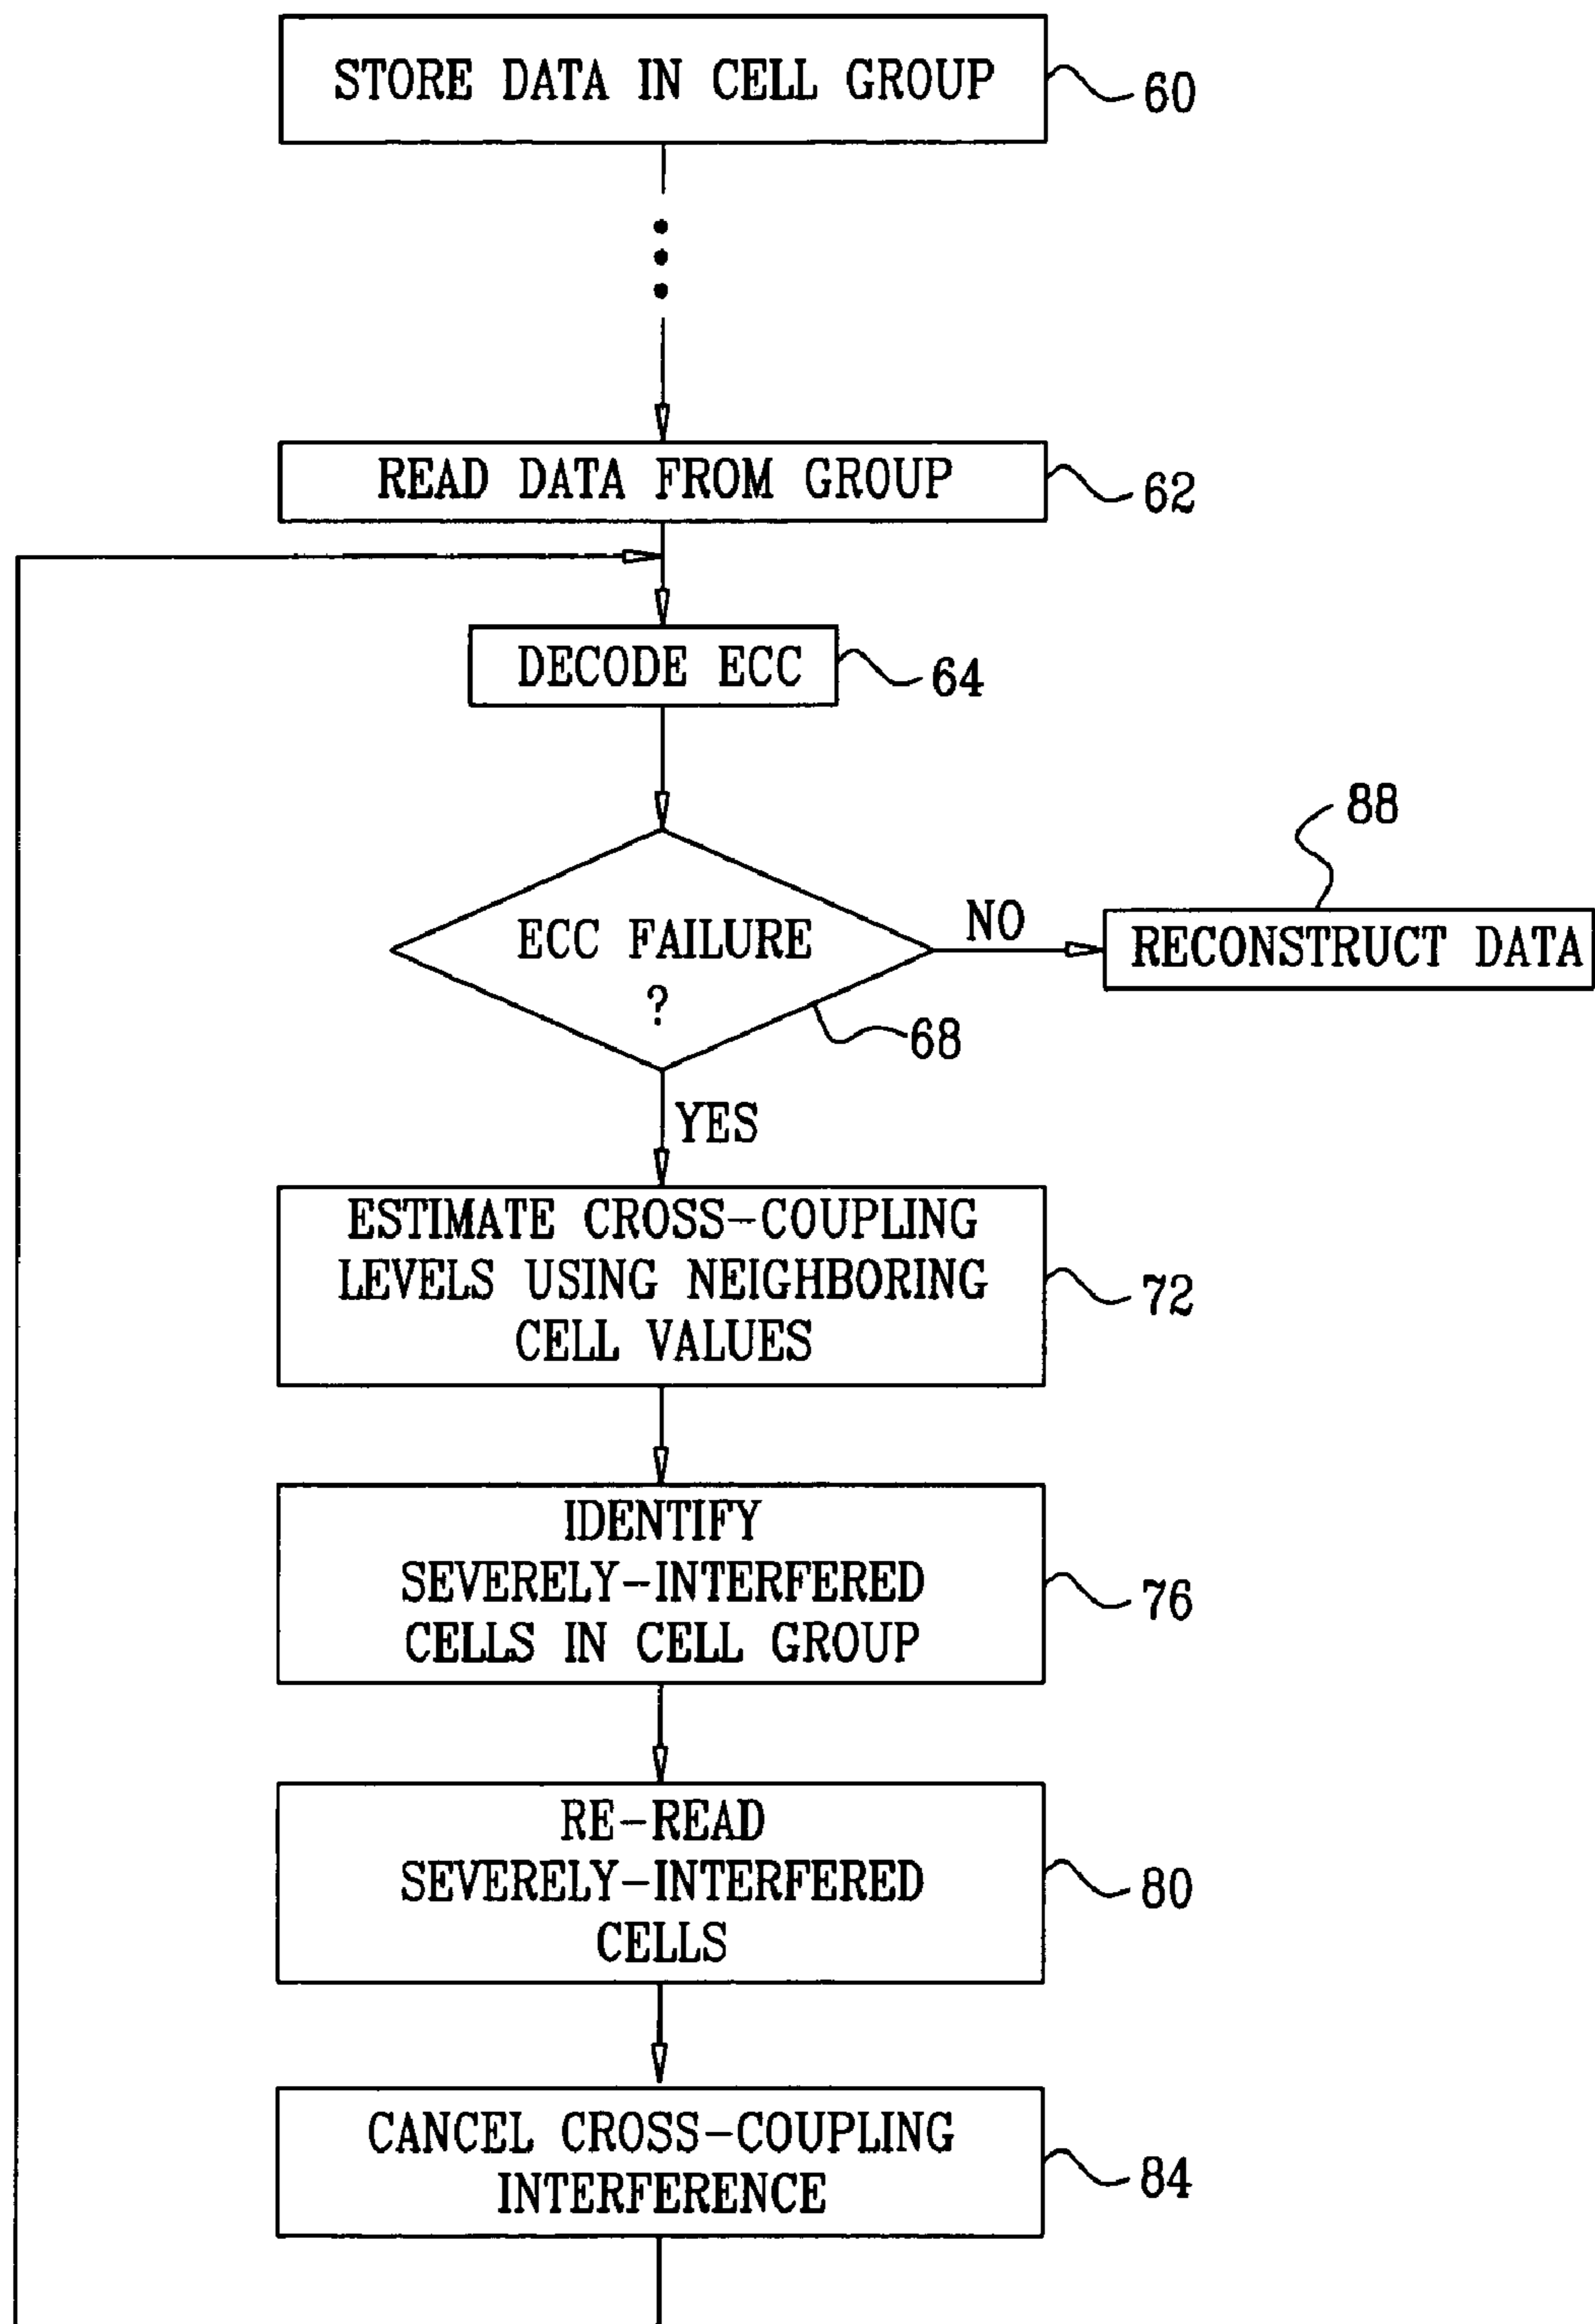 STORE DATA IN CELL GROUP
60
READ DATA FROM GROUP
62
DECODE ECC
64
88
ECC FAILURE
?
NO
RECONSTRUCT DATA
68
YES
ESTIMATE CROSS-COUPLING
LEVELS USING NEIGHBORING
CELL VALUES
72
IDENTIFY
SEVERELY-INTERFERED
CELLS IN CELL GROUP
76
RE-READ
SEVERELY-INTERFERED
CELLS
80
CANCEL CROSS-COUPLING
INTERFERENCE
84